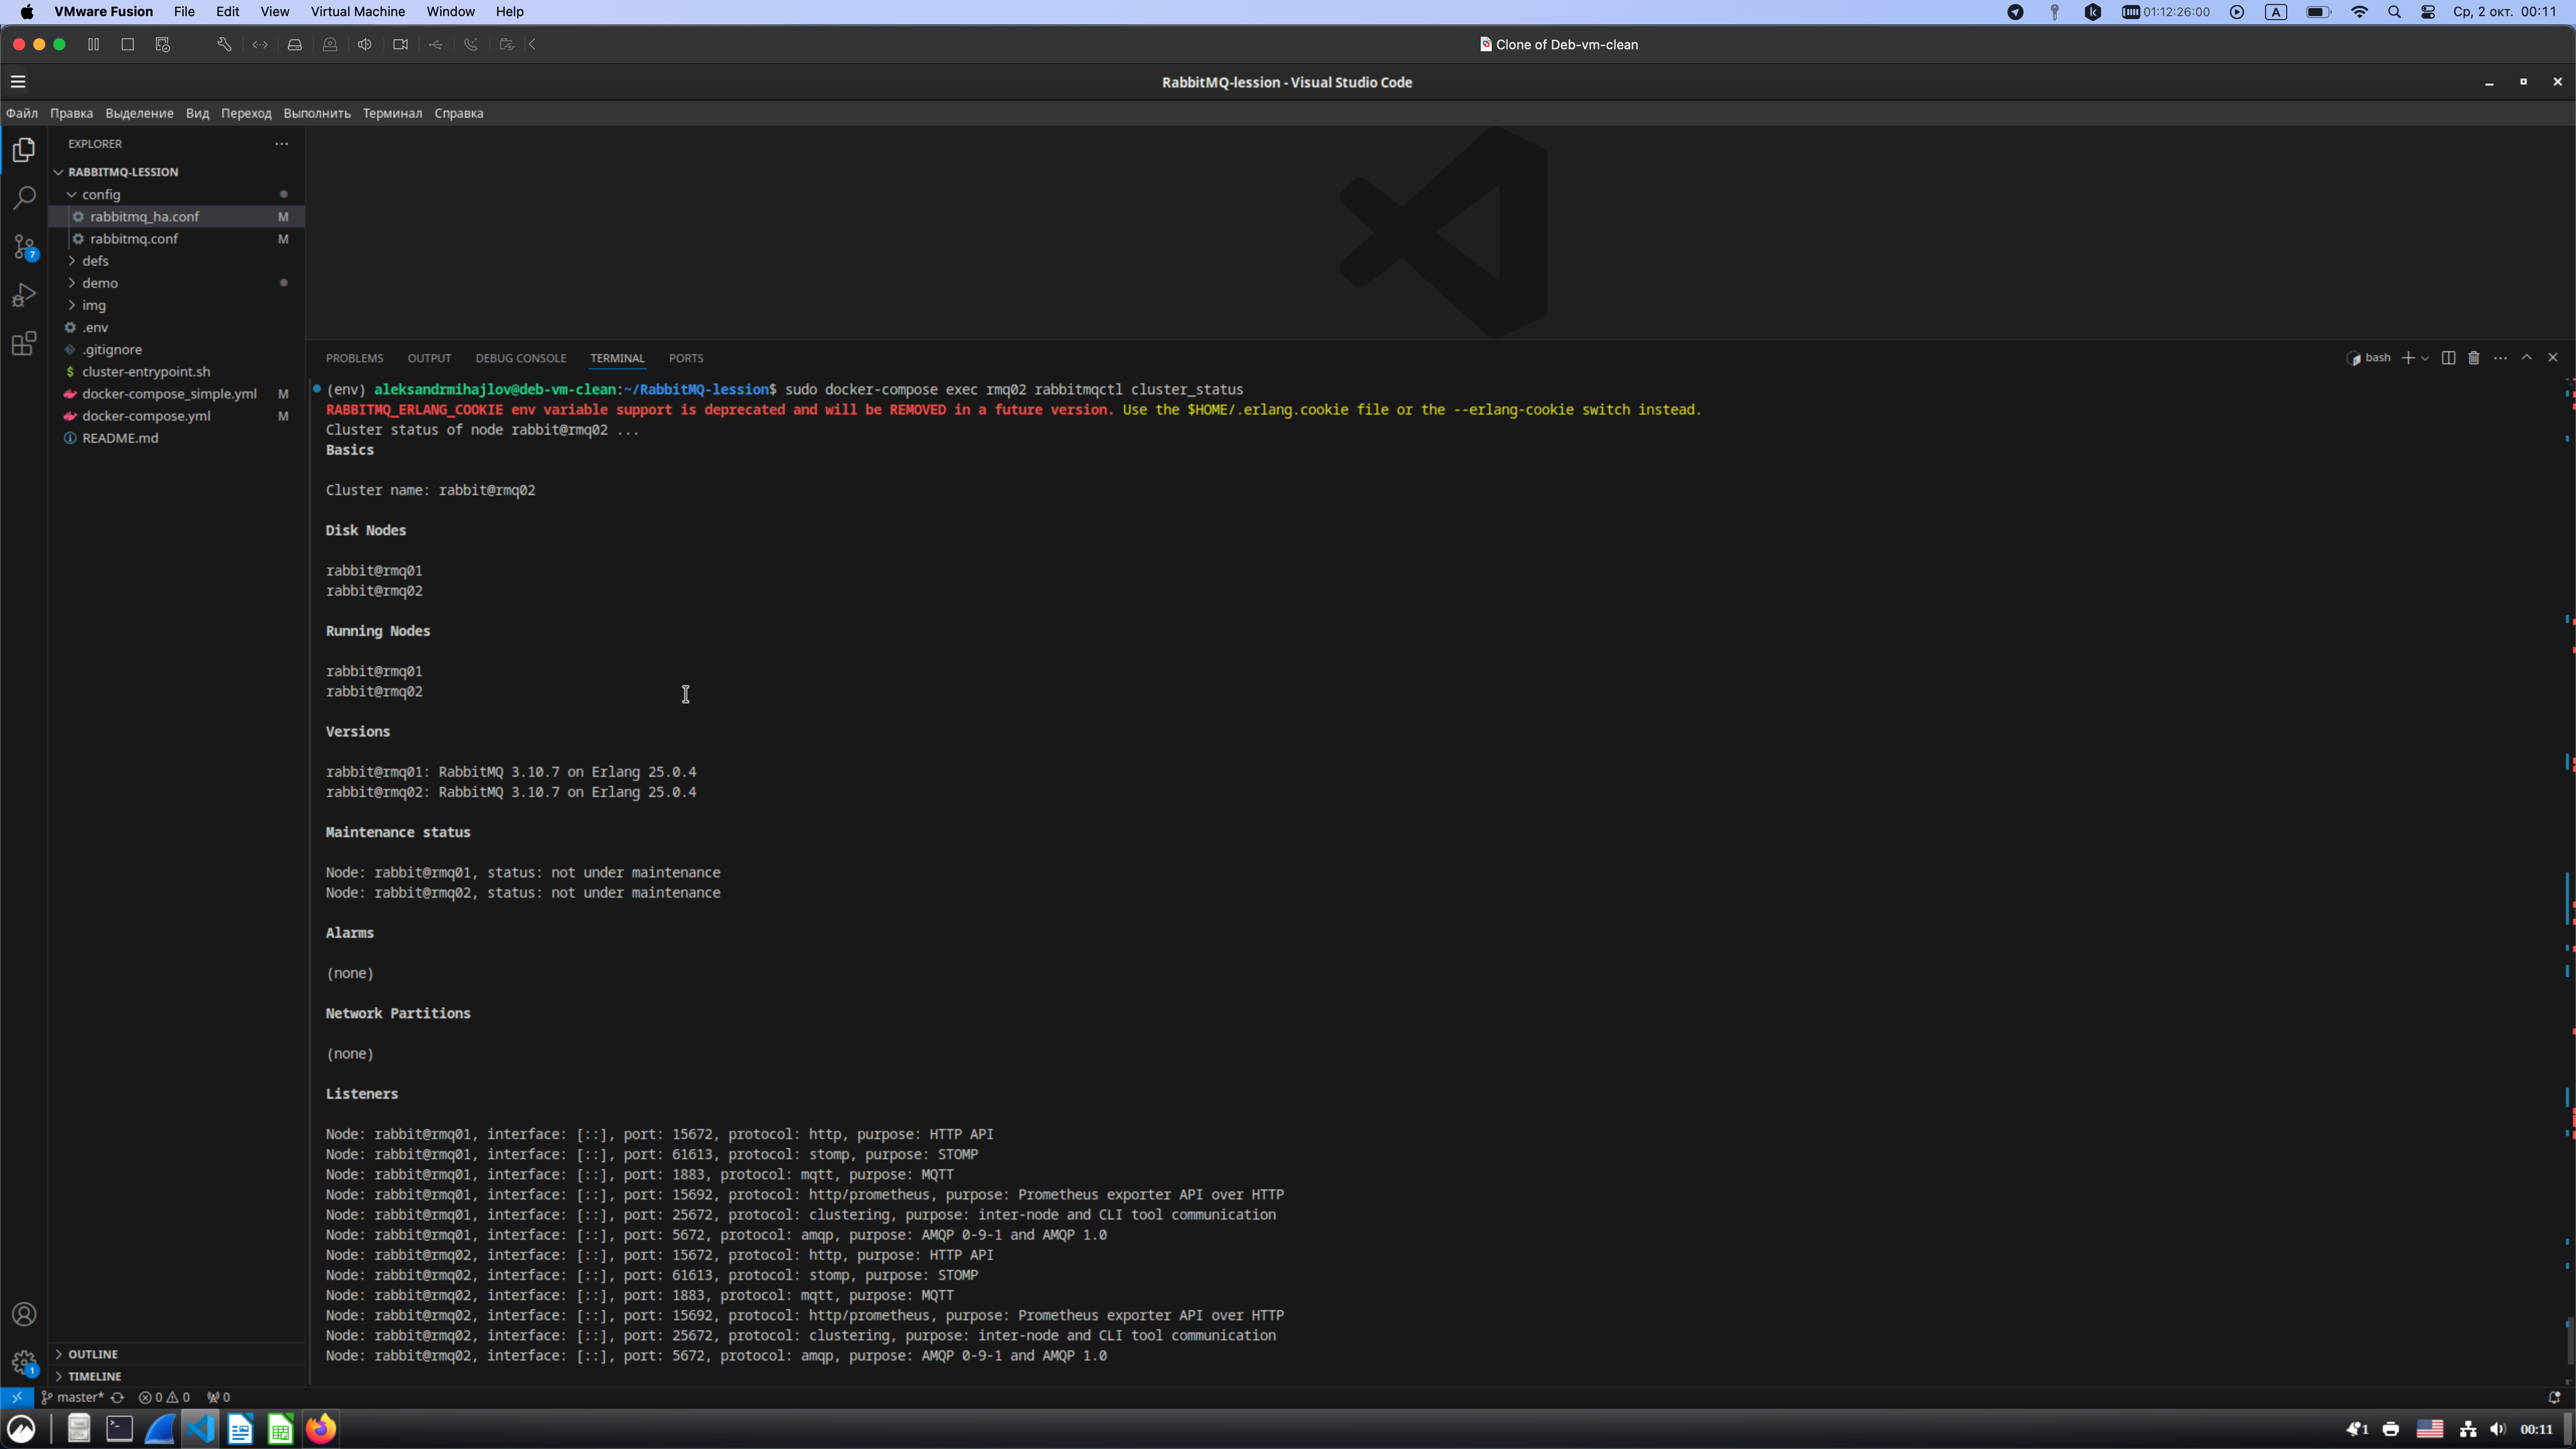 VMware Fusion File Edit View Virtual Machine Window Help 01:12:26:00 A Ср, 2 окт. 00:11
Clone of Deb-vm-clean
RabbitMQ-lession - Visual Studio Code
Файл Правка Выделение Вид Переход Выполнить Терминал Справка
EXPLORER
RABBITMQ-LESSION
config
rabbitmq_ha.conf M
rabbitmq.conf M
defs
demo
img
.env
.gitignore
$ cluster-entrypoint.sh
docker-compose_simple.yml M
docker-compose.yml M
README.md
7
1
OUTLINE
TIMELINE
PROBLEMS OUTPUT DEBUG CONSOLE TERMINAL PORTS bash
(env) aleksandrmihajlov@deb-vm-clean:~/RabbitMQ-lession$ sudo docker-compose exec rmq02 rabbitmqctl cluster_status
RABBITMQ_ERLANG_COOKIE env variable support is deprecated and will be REMOVED in a future version. Use the $HOME/.erlang.cookie file or the --erlang-cookie switch instead.
Cluster status of node rabbit@rmq02 ...
Basics
Cluster name: rabbit@rmq02
Disk Nodes
rabbit@rmq01
rabbit@rmq02
Running Nodes
rabbit@rmq01
rabbit@rmq02
Versions
rabbit@rmq01: RabbitMQ 3.10.7 on Erlang 25.0.4
rabbit@rmq02: RabbitMQ 3.10.7 on Erlang 25.0.4
Maintenance status
Node: rabbit@rmq01, status: not under maintenance
Node: rabbit@rmq02, status: not under maintenance
Alarms
(none)
Network Partitions
(none)
Listeners
Node: rabbit@rmq01, interface: [::], port: 15672, protocol: http, purpose: HTTP API
Node: rabbit@rmq01, interface: [::], port: 61613, protocol: stomp, purpose: STOMP
Node: rabbit@rmq01, interface: [::], port: 1883, protocol: mqtt, purpose: MQTT
Node: rabbit@rmq01, interface: [::], port: 15692, protocol: http/prometheus, purpose: Prometheus exporter API over HTTP
Node: rabbit@rmq01, interface: [::], port: 25672, protocol: clustering, purpose: inter-node and CLI tool communication
Node: rabbit@rmq01, interface: [::], port: 5672, protocol: amqp, purpose: AMQP 0-9-1 and AMQP 1.0
Node: rabbit@rmq02, interface: [::], port: 15672, protocol: http, purpose: HTTP API
Node: rabbit@rmq02, interface: [::], port: 61613, protocol: stomp, purpose: STOMP
Node: rabbit@rmq02, interface: [::], port: 1883, protocol: mqtt, purpose: MQTT
Node: rabbit@rmq02, interface: [::], port: 15692, protocol: http/prometheus, purpose: Prometheus exporter API over HTTP
Node: rabbit@rmq02, interface: [::], port: 25672, protocol: clustering, purpose: inter-node and CLI tool communication
Node: rabbit@rmq02, interface: [::], port: 5672, protocol: amqp, purpose: AMQP 0-9-1 and AMQP 1.0
master* 0 0 0
1 00:11